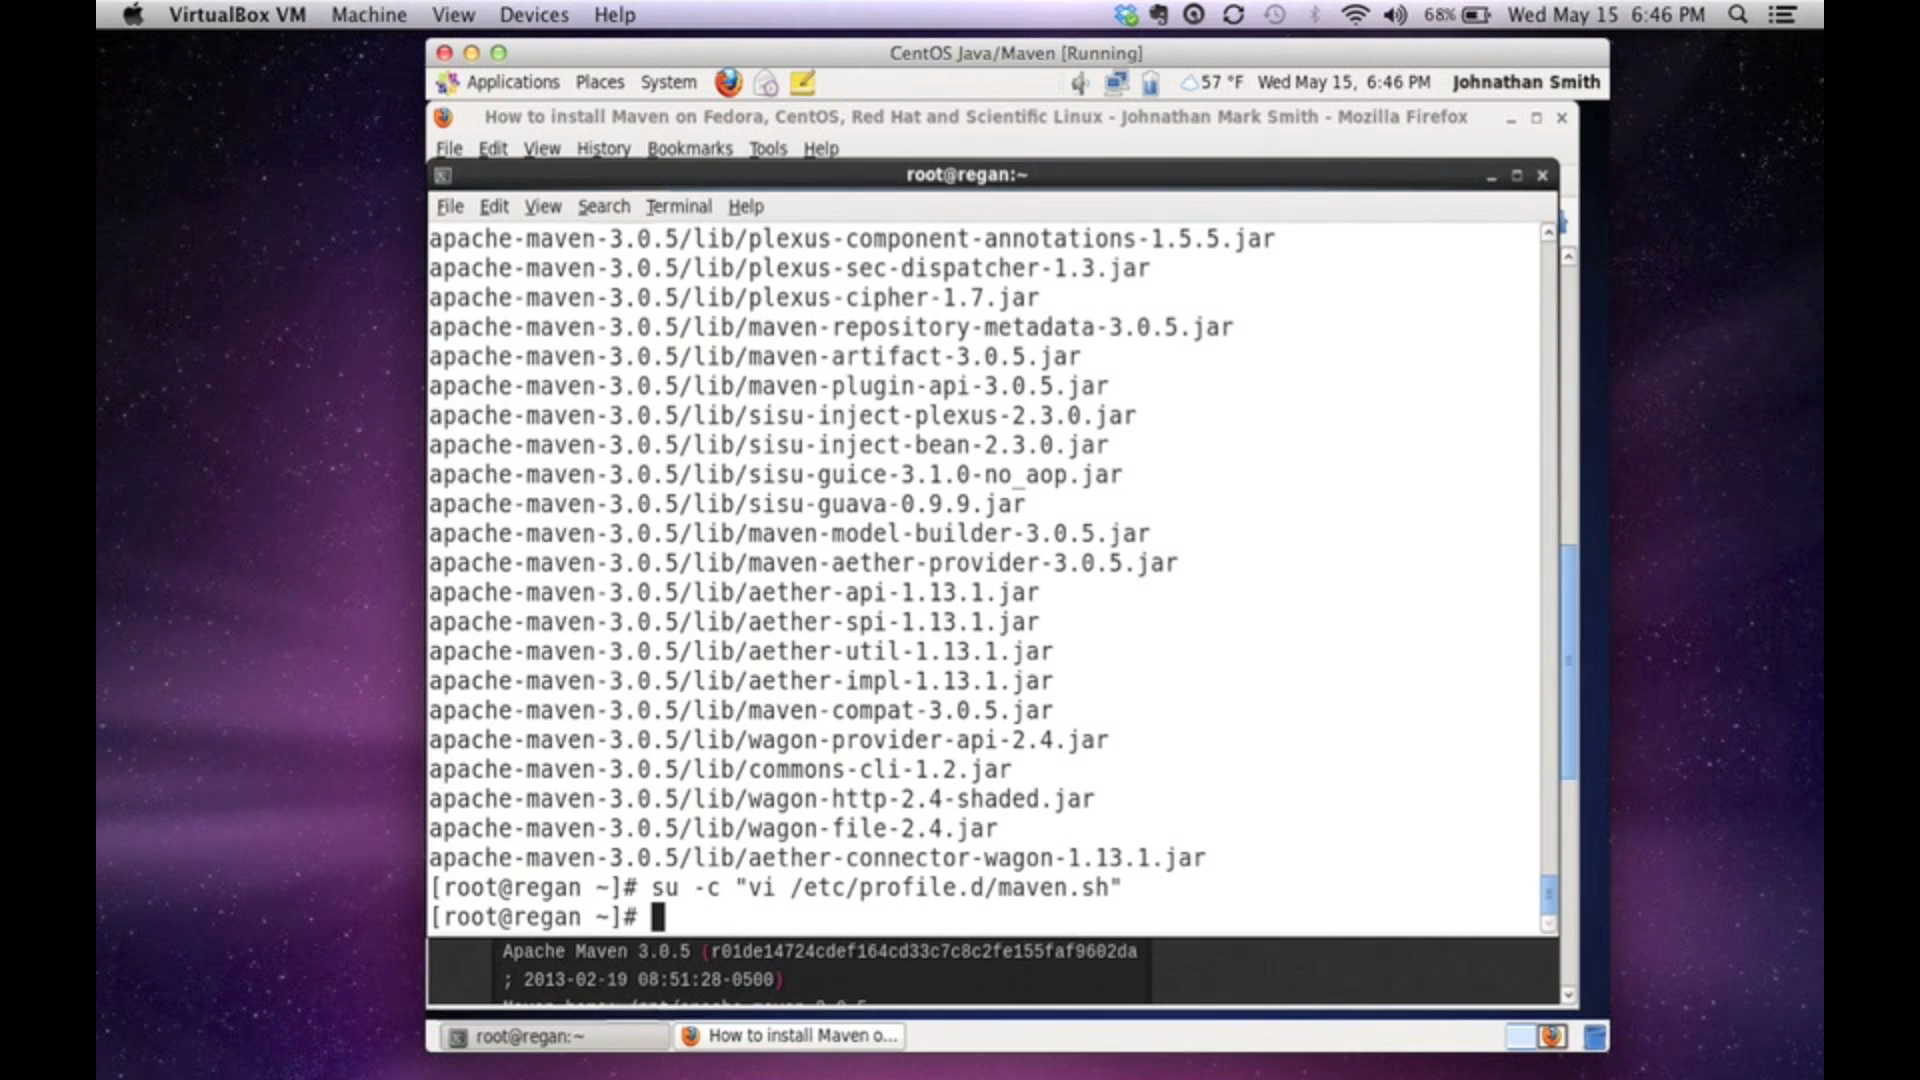 VirtualBox VM Machine View Devices Help 68% Wed May 15 6:46 PM
CentOS Java/Maven [Running]
Applications Places System 57 °F Wed May 15, 6:46 PM Johnathan Smith
How to install Maven on Fedora, CentOS, Red Hat and Scientific Linux - Johnathan Mark Smith - Mozilla Firefox
File Edit View History Bookmarks Tools Help
root@regan:~
File Edit View Search Terminal Help
apache-maven-3.0.5/lib/plexus-component-annotations-1.5.5.jar
apache-maven-3.0.5/lib/plexus-sec-dispatcher-1.3.jar
apache-maven-3.0.5/lib/plexus-cipher-1.7.jar
apache-maven-3.0.5/lib/maven-repository-metadata-3.0.5.jar
apache-maven-3.0.5/lib/maven-artifact-3.0.5.jar
apache-maven-3.0.5/lib/maven-plugin-api-3.0.5.jar
apache-maven-3.0.5/lib/sisu-inject-plexus-2.3.0.jar
apache-maven-3.0.5/lib/sisu-inject-bean-2.3.0.jar
apache-maven-3.0.5/lib/sisu-guice-3.1.0-no_aop.jar
apache-maven-3.0.5/lib/sisu-guava-0.9.9.jar
apache-maven-3.0.5/lib/maven-model-builder-3.0.5.jar
apache-maven-3.0.5/lib/maven-aether-provider-3.0.5.jar
apache-maven-3.0.5/lib/aether-api-1.13.1.jar
apache-maven-3.0.5/lib/aether-spi-1.13.1.jar
apache-maven-3.0.5/lib/aether-util-1.13.1.jar
apache-maven-3.0.5/lib/aether-impl-1.13.1.jar
apache-maven-3.0.5/lib/maven-compat-3.0.5.jar
apache-maven-3.0.5/lib/wagon-provider-api-2.4.jar
apache-maven-3.0.5/lib/commons-cli-1.2.jar
apache-maven-3.0.5/lib/wagon-http-2.4-shaded.jar
apache-maven-3.0.5/lib/wagon-file-2.4.jar
apache-maven-3.0.5/lib/aether-connector-wagon-1.13.1.jar
[root@regan ~]# su -c "vi /etc/profile.d/maven.sh"
[root@regan ~]#
Apache Maven 3.0.5 (r01de14724cdef164cd33c7c8c2fe155faf9602da
; 2013-02-19 08:51:28-0500)
root@regan:~ How to install Maven o...